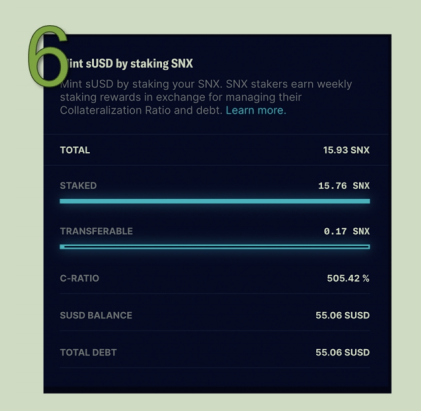 6
Mint sUSD by staking SNX
Mint sUSD by staking your SNX. SNX stakers earn weekly
staking rewards in exchange for managing their
Collateralization Ratio and debt. Learn more.
TOTAL 15.93 SNX
STAKED 15.76 SNX
TRANSFERABLE 0.17 SNX
C-RATIO 505.42 %
SUSD BALANCE 55.06 SUSD
TOTAL DEBT 55.06 SUSD